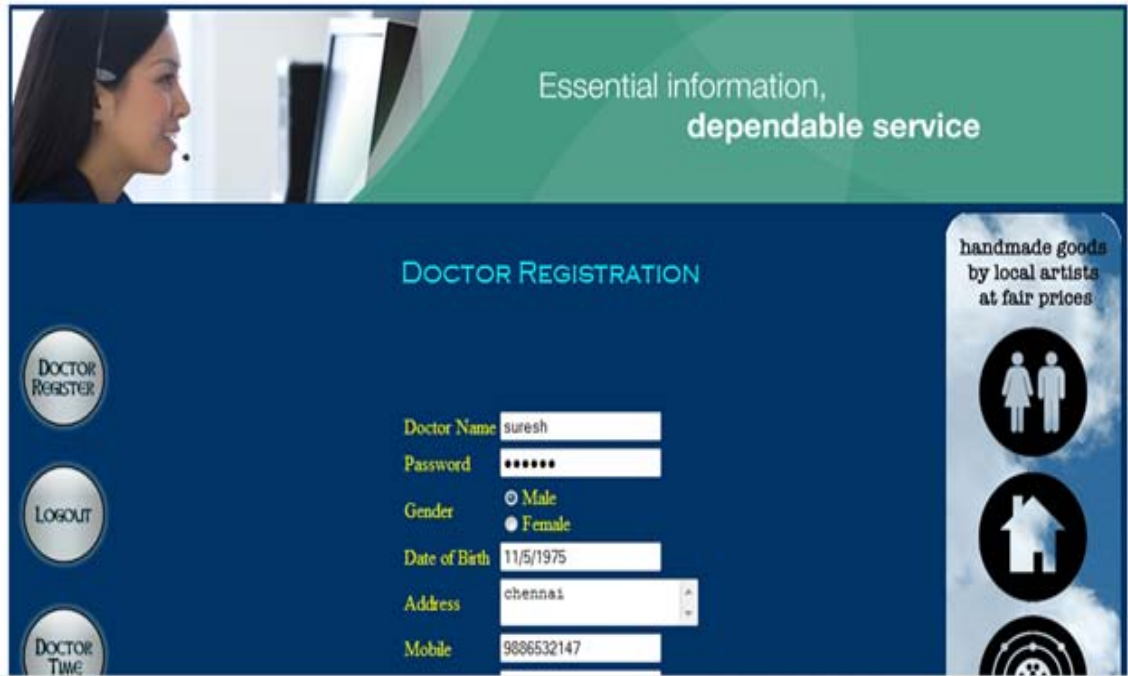 Essential information,
dependable service
DOCTOR REGISTRATION
handmade goods
by local artists
at fair prices
DOCTOR
REGISTER
LOGOUT
DOCTOR
TIME
Doctor Name suresh
Password ••••••
Gender Male
Female
Date of Birth 11/5/1975
Address chennai
Mobile 9886532147